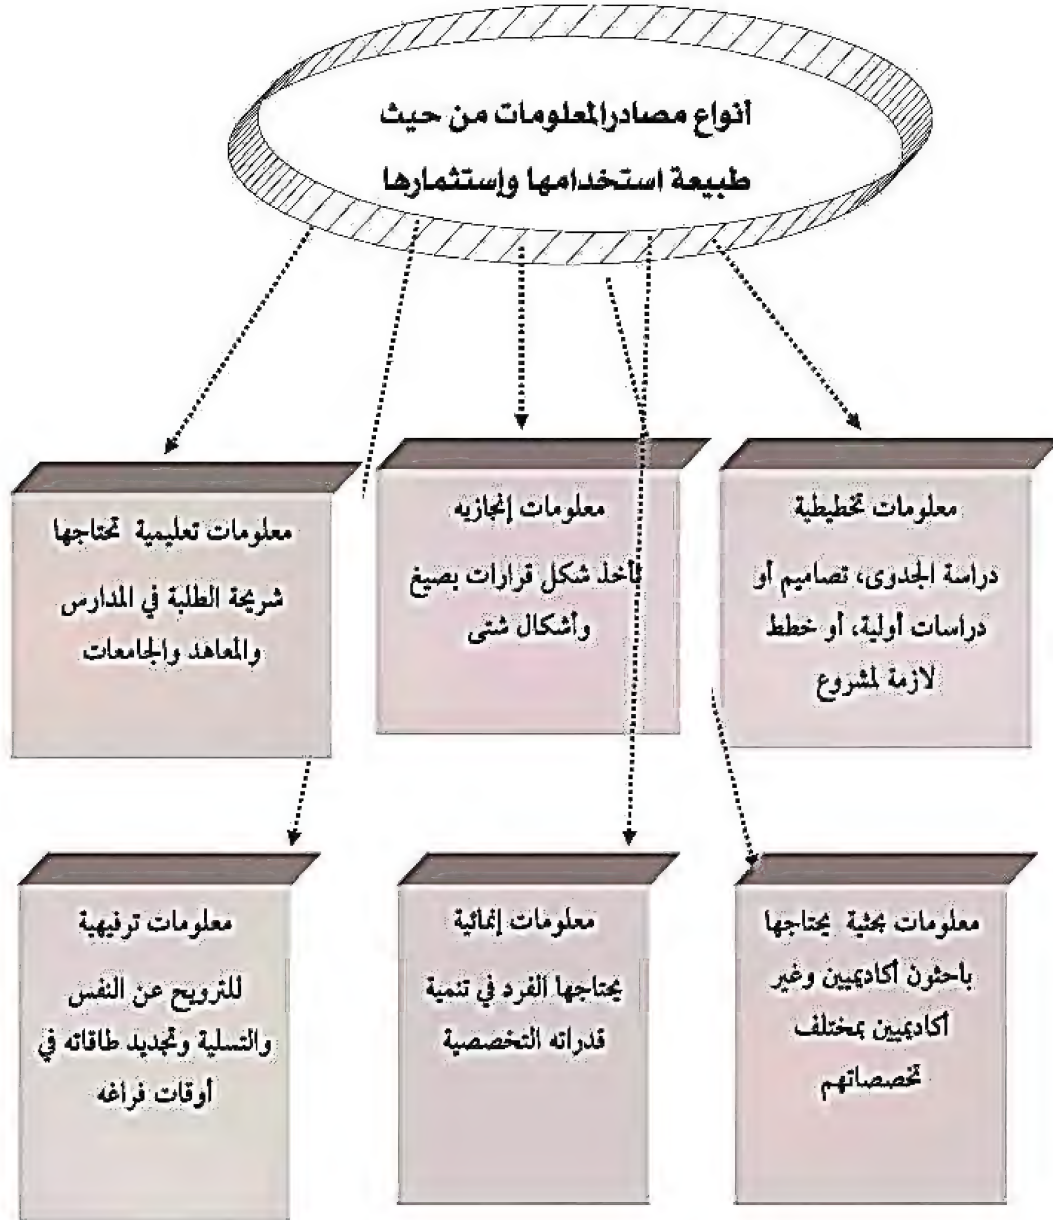 أنواع مصادرالمعلومات من حيث
طبيعة استخدامها وإستثمارها
معلومات تخطيطية
دراسة الجدوى، تصاميم أو
دراسات أولية، أو خطط
لازمة لمشروع
معلومات إنجازيه
تأخذ شكل قرارات بصيغ
وأشكال شتى
معلومات تعليمية تحتاجها
شريحة الطلبة في المدارس
والمعاهد والجامعات
معلومات بحثية يحتاجها
باحثون أكاديميين وغير
أكاديميين بمختلف
تخصصاتهم
معلومات إنمائية
يحتاجها الفرد في تنمية
قدراته التخصصية
معلومات ترفيهية
للترويح عن النفس
والتسلية وتجديد طاقاته في
أوقات فراغه